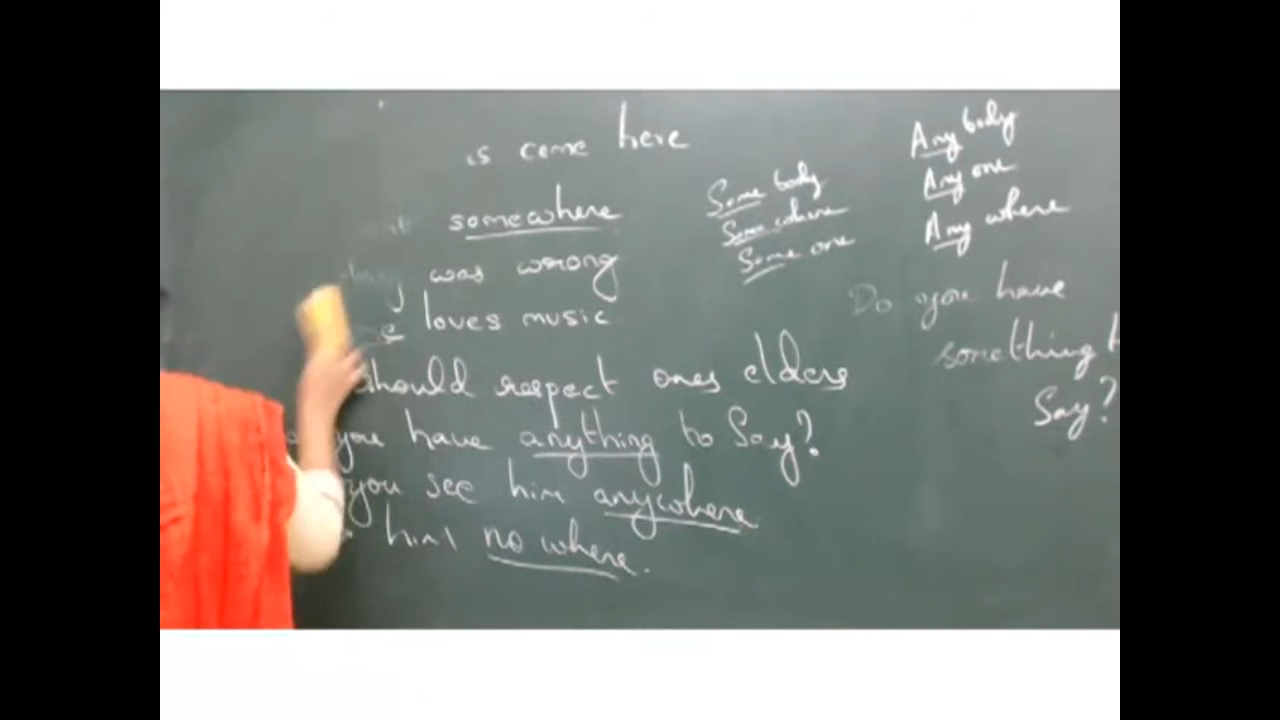 is come here
somewhere
was wrong
loves music
should respect ones elders
you have anything to Say?
you see him anywhere
him no where.
Some body
Some where
Some one
Any body
Any one
Any where
Do you have
something
Say?